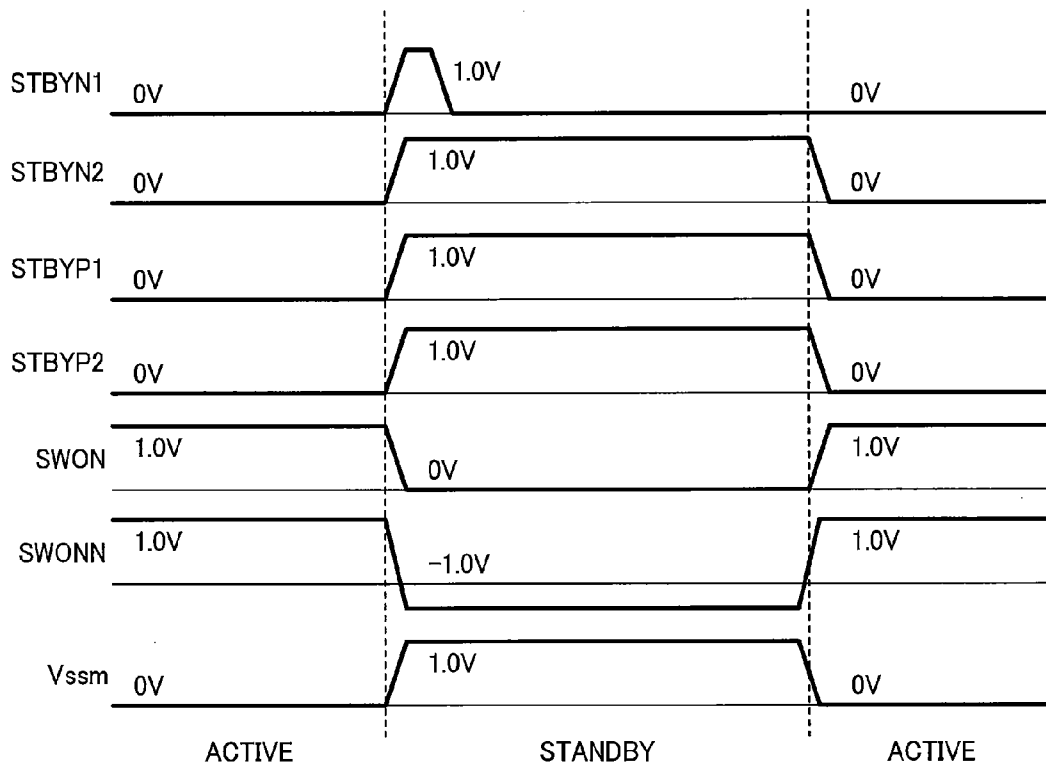 STBYN1 0V 1.0V 0V
STBYN2 0V 1.0V 0V
STBYP1 0V 1.0V 0V
STBYP2 0V 1.0V 0V
SWON 1.0V 0V 1.0V
SWONN 1.0V -1.0V 1.0V
Vssm 0V 1.0V 0V
ACTIVE STANDBY ACTIVE